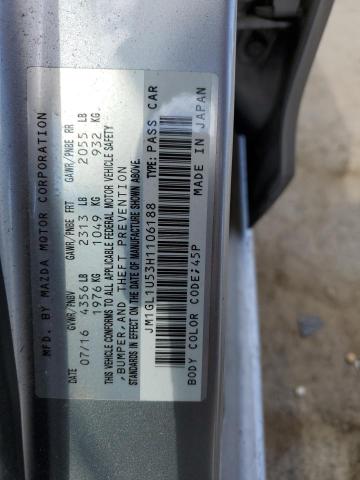 MFD. BY MAZDA MOTOR CORPORATION
DATE GVWR/PNBV GAWR/PNBE FRT GAWR/PNBE RR
07/16 4356 LB 2313 LB 2055 LB
1976 KG 1049 KG 932 KG
THIS VEHICLE CONFORMS TO ALL APPLICABLE FEDERAL MOTOR VEHICLE SAFETY
,BUMPER,AND THEFT PREVENTION
STANDARDS IN EFFECT ON THE DATE OF MANUFACTURE SHOWN ABOVE.
JM1GL1U53H1106188 TYPE: PASS CAR
BODY COLOR CODE;45P MADE IN JAPAN